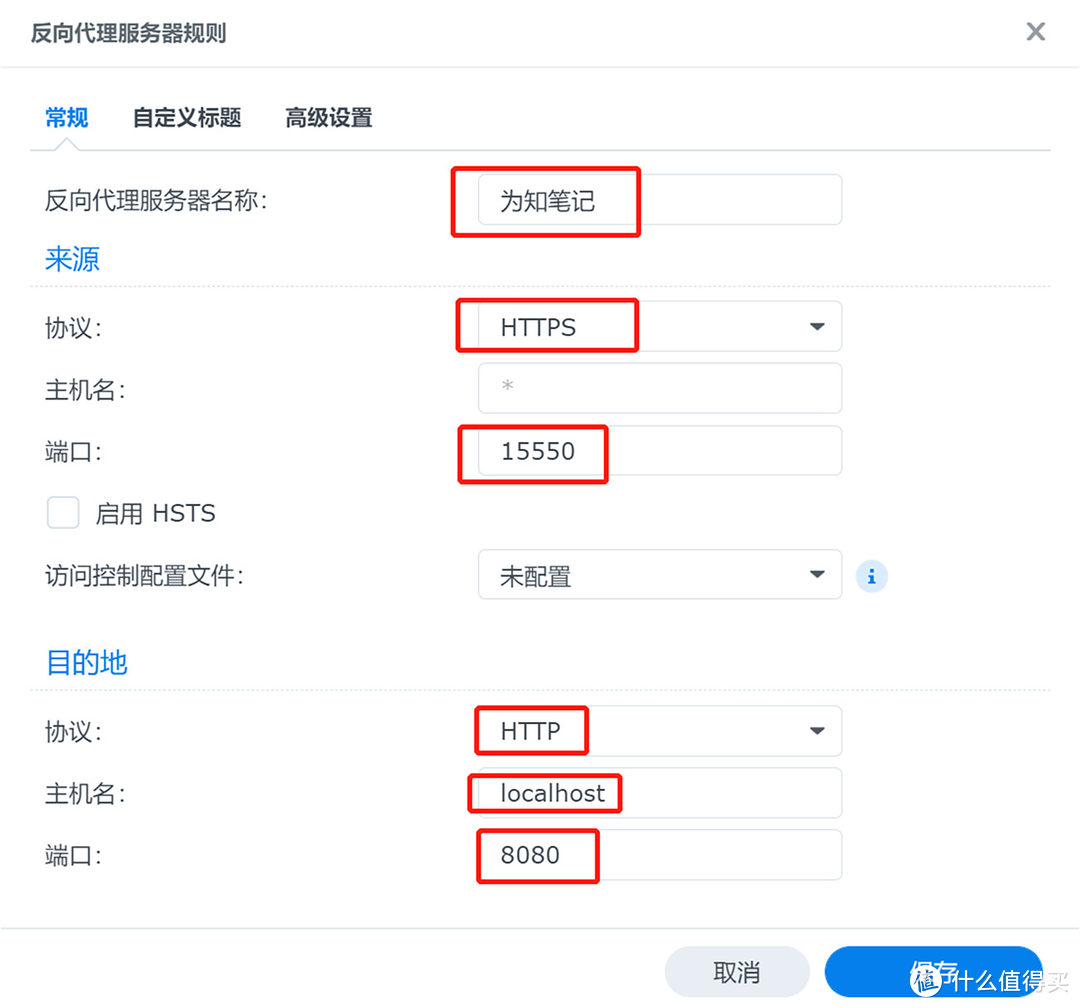 反向代理服务器规则
常规 自定义标题 高级设置
反向代理服务器名称: 为知笔记
来源
协议: HTTPS
主机名: *
端口: 15550
启用 HSTS
访问控制配置文件: 未配置
目的地
协议: HTTP
主机名: localhost
端口: 8080
取消 保存
值 什么值得买